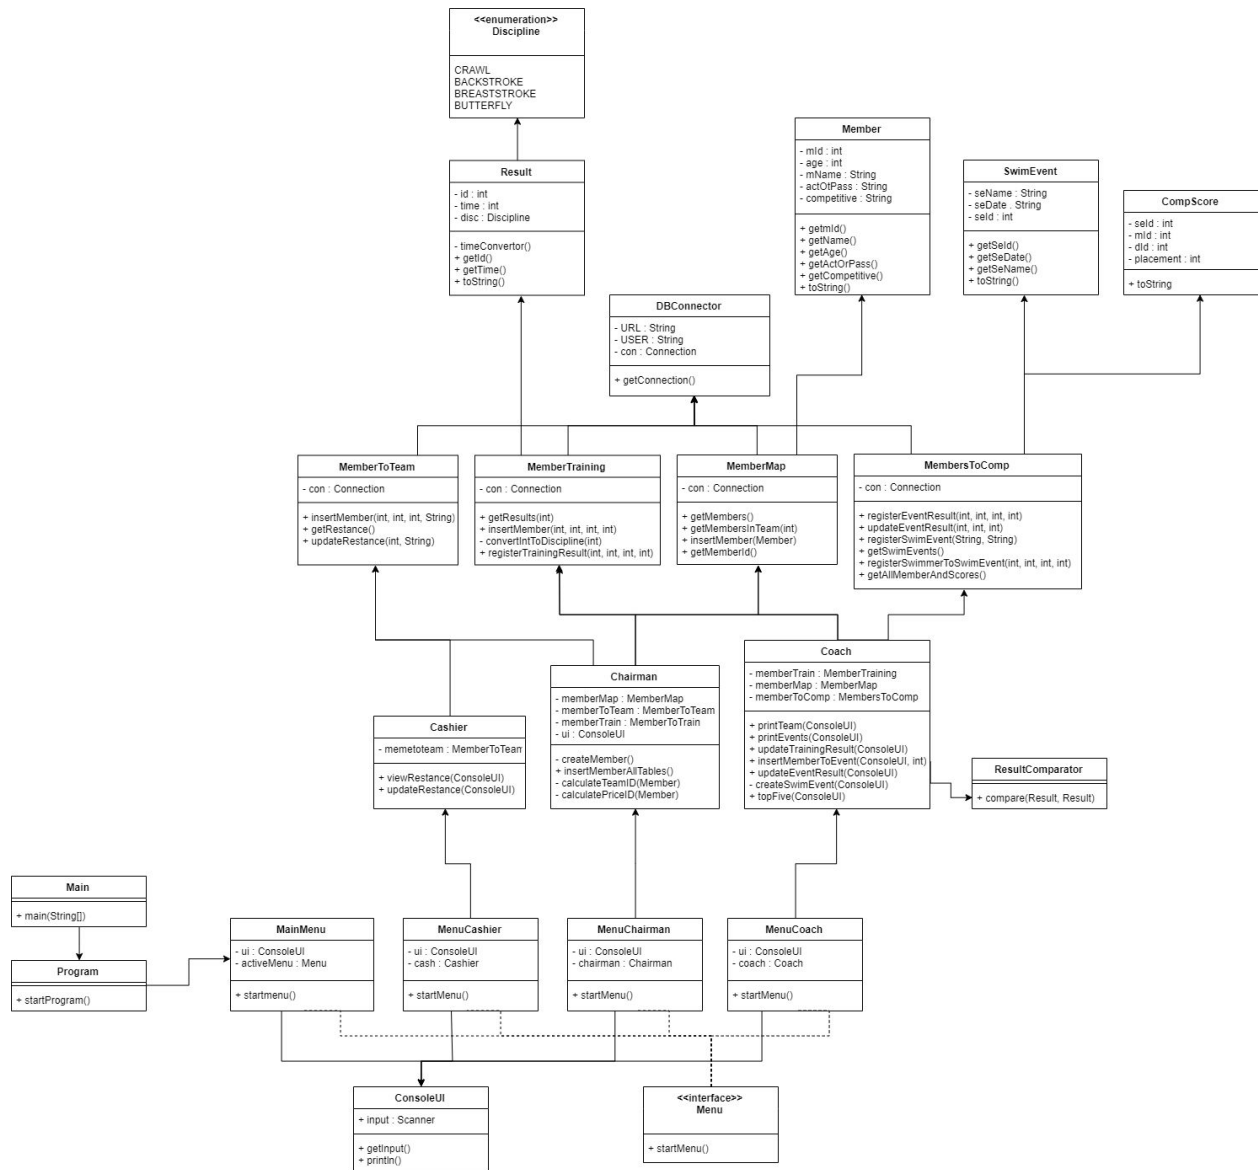 <<enumeration>>
Discipline
CRAWL
BACKSTROKE
BREASTSTROKE
BUTTERFLY
Member
- mId : int
- age : int
- mName : String
- actOtPass : String
- competitive : String
+ getmId()
+ getName()
+ getAge()
+ getActOrPass()
+ getCompetitive()
+ toString()
Result
- id : int
- time : int
- disc : Discipline
- timeConvertor()
+ getId()
+ getTime()
+ toString()
SwimEvent
- seName : String
- seDate : String
- seId : int
+ getSeId()
+ getSeDate()
+ getSeName()
+ toString()
CompScore
- seId : int
- mId : int
- dId : int
- placement : int
+ toString
DBConnector
- URL : String
- USER : String
- con : Connection
+ getConnection()
MemberToTeam
- con : Connection
+ insertMember(int, int, int, String)
+ getRestance()
+ updateRestance(int, String)
MemberTraining
- con : Connection
+ getResults(int)
+ insertMember(int, int, int, int)
- convertIntToDiscipline(int)
+ registerTrainingResult(int, int, int, int)
MemberMap
- con : Connection
+ getMembers()
+ getMembersInTeam(int)
+ insertMember(Member)
+ getMemberId()
MembersToComp
- con : Connection
+ registerEventResult(int, int, int, int)
+ updateEventResult(int, int, int)
+ registerSwimEvent(String, String)
+ getSwimEvents()
+ registerSwimmerToSwimEvent(int, int, int, int)
+ getAllMemberAndScores()
Cashier
- memetoteam : MemberToTeam
+ viewRestance(ConsoleUI)
+ updateRestance(ConsoleUI)
Chairman
- memberMap : MemberMap
- memberToTeam : MemberToTeam
- memberTrain : MemberToTrain
- ui : ConsoleUI
- createMember()
+ insertMemberAllTables()
- calculateTeamID(Member)
- calculatePriceID(Member)
Coach
- memberTrain : MemberTraining
- memberMap : MemberMap
- memberToComp : MembersToComp
+ printTeam(ConsoleUI)
+ printEvents(ConsoleUI)
+ updateTrainingResult(ConsoleUI)
+ insertMemberToEvent(ConsoleUI, int)
+ updateEventResult(ConsoleUI)
- createSwimEvent(ConsoleUI)
+ topFive(ConsoleUI)
ResultComparator
+ compare(Result, Result)
Main
+ main(String[])
Program
+ startProgram()
MainMenu
- ui : ConsoleUI
- activeMenu : Menu
+ startmenu()
MenuCashier
- ui : ConsoleUI
- cash : Cashier
+ startMenu()
MenuChairman
- ui : ConsoleUI
- chairman : Chairman
+ startMenu()
MenuCoach
- ui : ConsoleUI
- coach : Coach
+ startMenu()
ConsoleUI
+ input : Scanner
+ getInput()
+ println()
<<interface>>
Menu
+ startMenu()